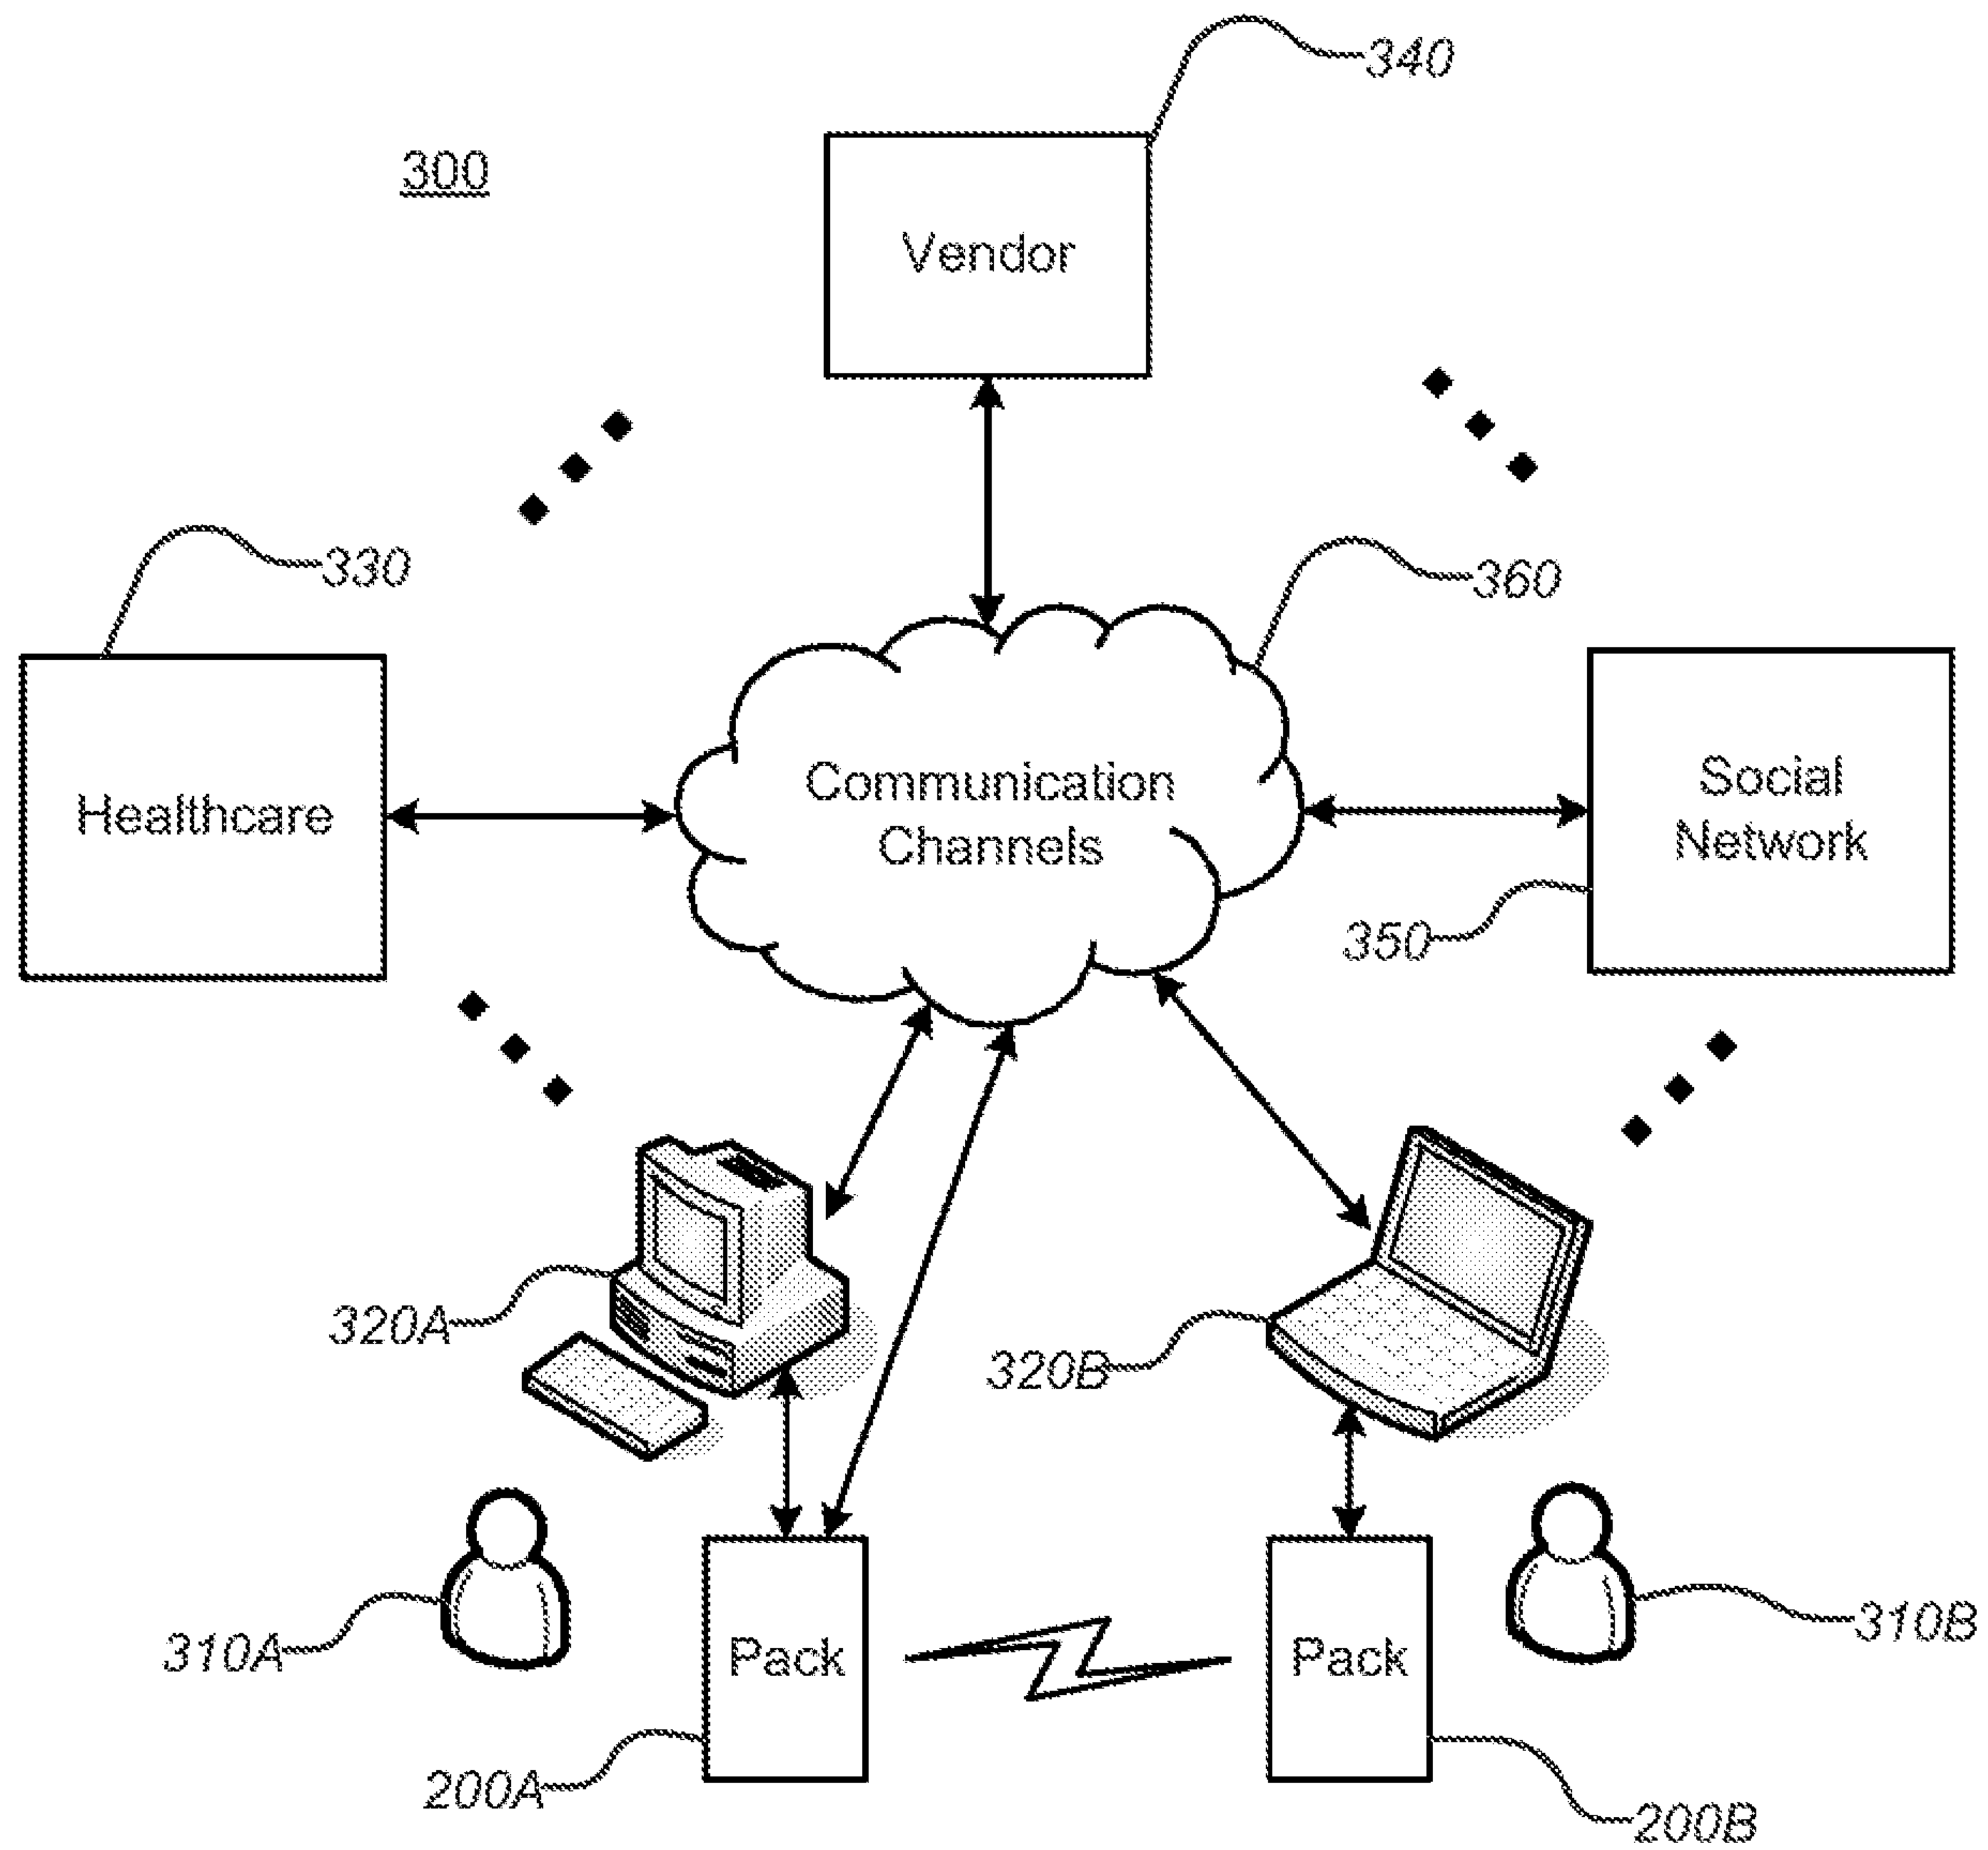 340
300
Vendor
330
360
Communication
Channels
Healthcare
Social
Network
350
320A
320B
310A
Pack
Pack
310B
200A
200B